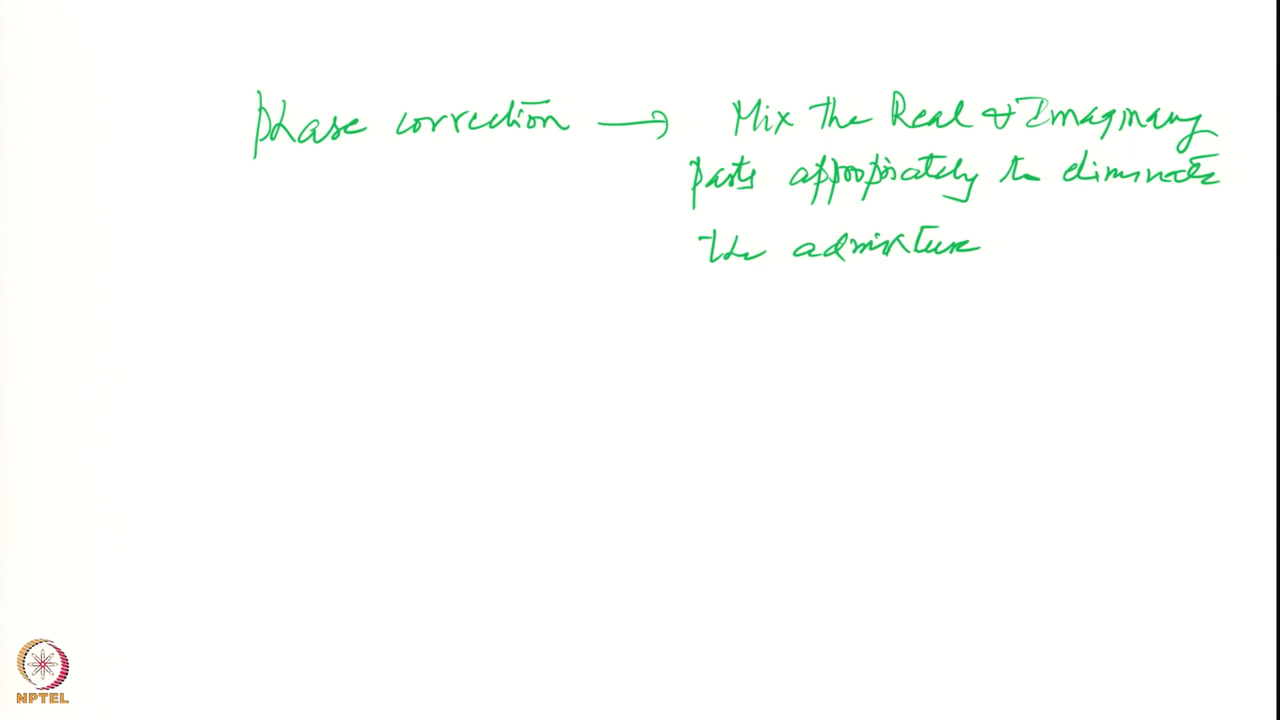 Phase correction → Mix the Real & Imaginary
parts appropriately to eliminate
the admixture
NPTEL